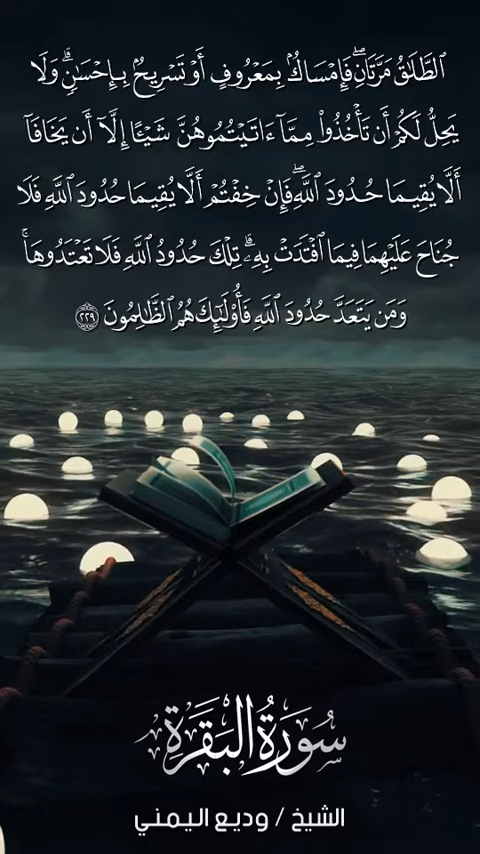 ٱلطَّلَٰقُ مَرَّتَانِۖ فَإِمۡسَاكُۢ بِمَعۡرُوفٍ أَوۡ تَسۡرِيحُۢ بِإِحۡسَٰنٖۗ وَلَا
يَحِلُّ لَكُمۡ أَن تَأۡخُذُواْ مِمَّآ ءَاتَيۡتُمُوهُنَّ شَيۡـًٔا إِلَّآ أَن يَخَافَآ
أَلَّا يُقِيمَا حُدُودَ ٱللَّهِۖ فَإِنۡ خِفۡتُمۡ أَلَّا يُقِيمَا حُدُودَ ٱللَّهِ فَلَا
جُنَاحَ عَلَيۡهِمَا فِيمَا ٱفۡتَدَتۡ بِهِۦۗ تِلۡكَ حُدُودُ ٱللَّهِ فَلَا تَعۡتَدُوهَاۚ
وَمَن يَتَعَدَّ حُدُودَ ٱللَّهِ فَأُوْلَٰٓئِكَ هُمُ ٱلظَّٰلِمُونَ ٢٢٩
سُورَةُ البَقَرَةِ
الشيخ / وديع اليمني